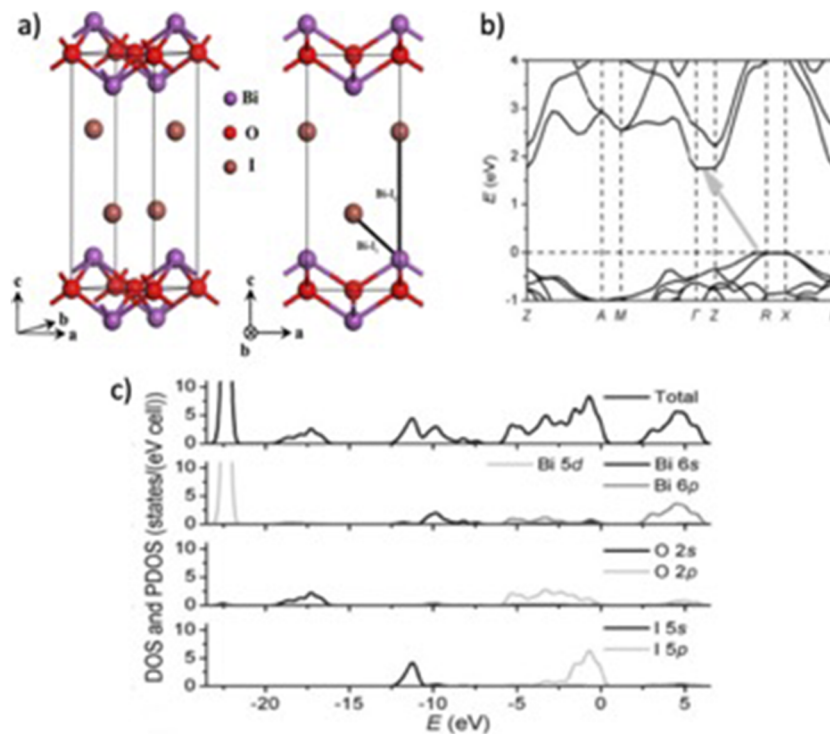 a)
Bi
O
I
c
b
a
c
b
a
Bi-I
Bi-I
b)
E (eV)
4
3
2
1
0
-1
Z
A
M
Γ
Z
R
X
c)
DOS and PDOS (states/(eV cell))
10
5
0
Total
10
5
0
Bi 5d
Bi 6s
Bi 6p
10
5
0
O 2s
O 2p
10
5
0
I 5s
I 5p
-20
-15
-10
-5
0
5
E (eV)